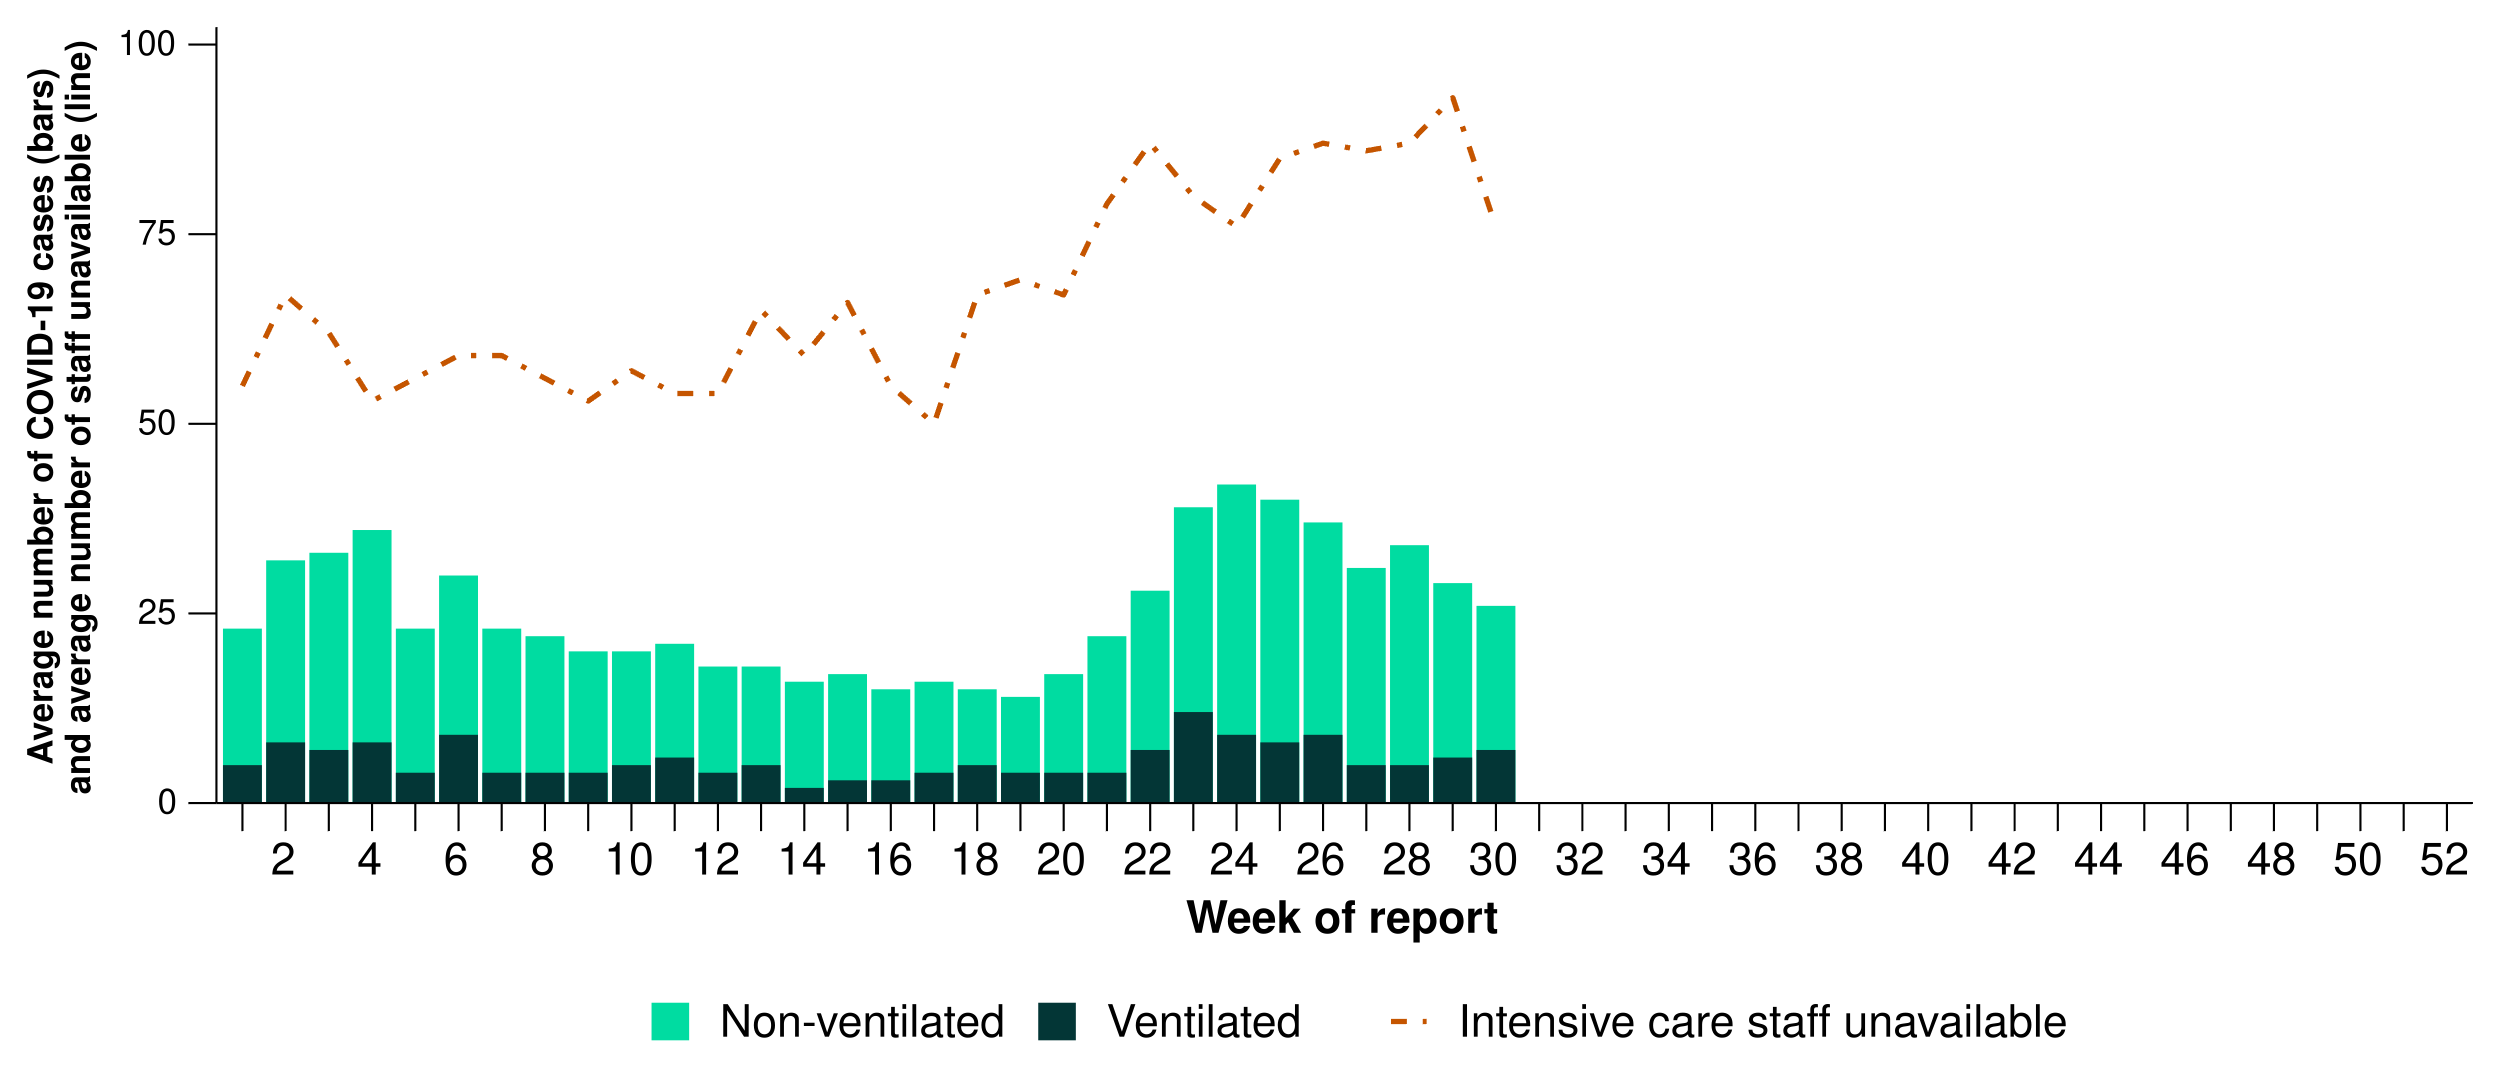 Average number of COVID-19 cases (bars)
and average number of staff unavailable (line)
100
75
50
25
0
2 4 6 8 10 12 14 16 18 20 22 24 26 28 30 32 34 36 38 40 42 44 46 48 50 52
Week of report
Non-ventilated Ventilated Intensive care staff unavailable